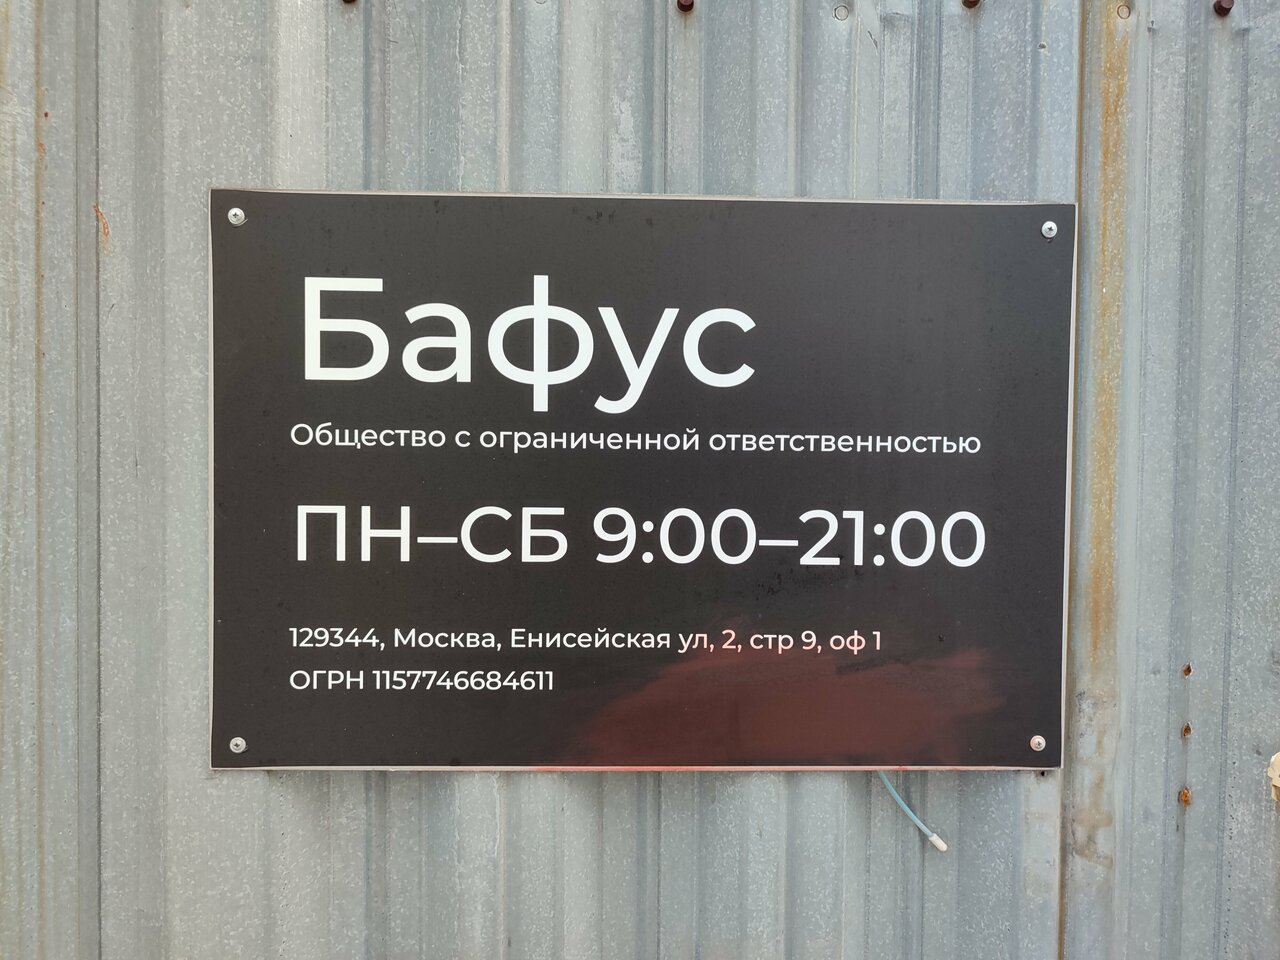 Бафус
Общество с ограниченной ответственностью
ПН–СБ 9:00–21:00
129344, Москва, Енисейская ул, 2, стр 9, оф 1
ОГРН 1157746684611